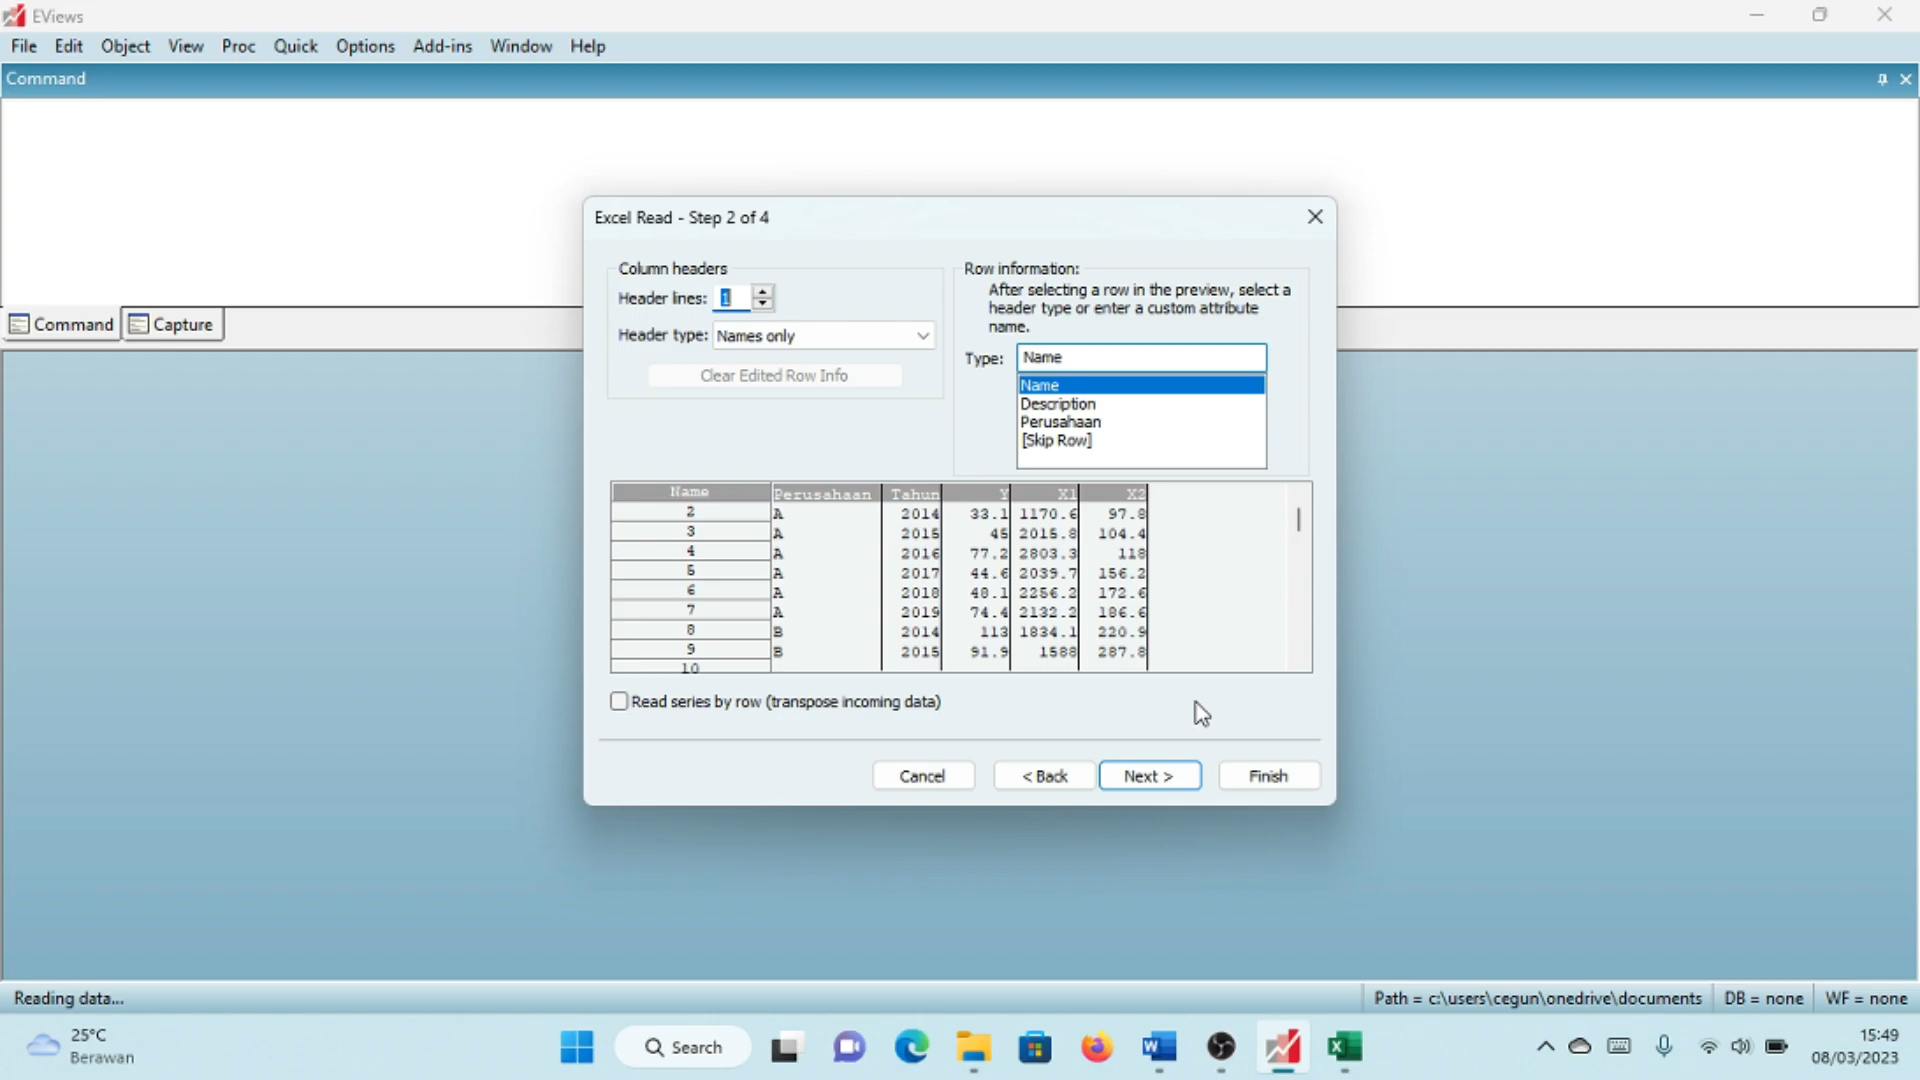 EViews
File Edit Object View Proc Quick Options Add-ins Window Help
Command
Command Capture
Excel Read - Step 2 of 4
Column headers
Header lines: 1
Header type: Names only
Clear Edited Row Info
Row information:
After selecting a row in the preview, select a
header type or enter a custom attribute
name.
Type: Name
Name
Description
Perusahaan
[Skip Row]
Name Perusahaan Tahun Y X1 X2
2 A 2014 33.1 1170.6 97.8
3 A 2015 45 2015.8 104.4
4 A 2016 77.2 2803.3 118
5 A 2017 44.6 2039.7 156.2
6 A 2018 48.1 2256.2 172.6
7 A 2019 74.4 2132.2 186.6
8 B 2014 113 1834.1 220.9
9 B 2015 91.9 1588 287.8
10
Read series by row (transpose incoming data)
Cancel < Back Next > Finish
Reading data... Path = c:\users\cegun\onedrive\documents DB = none WF = none
25°C
Berawan
Search
15:49
08/03/2023